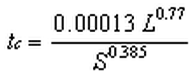 tc = 0.00013 L^0.77 / S^0.385